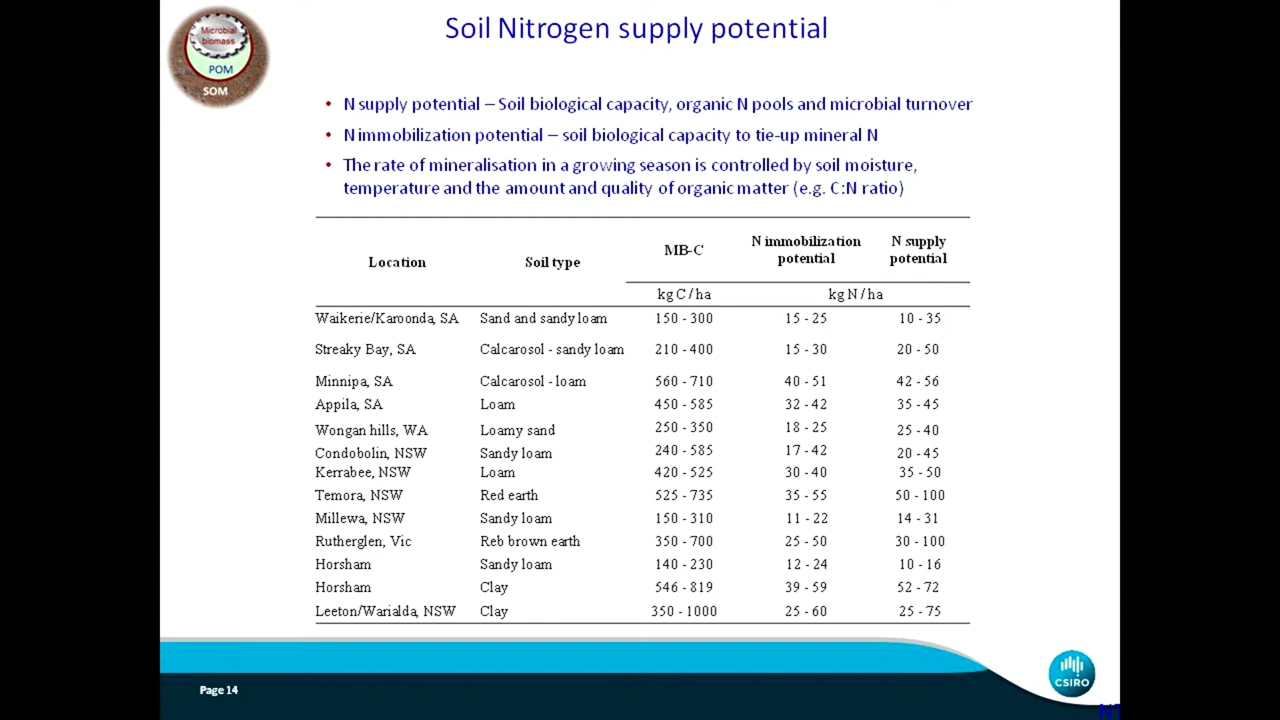 Soil Nitrogen supply potential
Microbial
biomass
POM
SOM
• N supply potential – Soil biological capacity, organic N pools and microbial turnover
• N immobilization potential – soil biological capacity to tie-up mineral N
• The rate of mineralisation in a growing season is controlled by soil moisture,
temperature and the amount and quality of organic matter (e.g. C:N ratio)
Location Soil type MB-C N immobilization potential N supply potential
kg C / ha kg N / ha
Waikerie/Karoonda, SA Sand and sandy loam 150 - 300 15 - 25 10 - 35
Streaky Bay, SA Calcarosol - sandy loam 210 - 400 15 - 30 20 - 50
Minnipa, SA Calcarosol - loam 560 - 710 40 - 51 42 - 56
Appila, SA Loam 450 - 585 32 - 42 35 - 45
Wongan hills, WA Loamy sand 250 - 350 18 - 25 25 - 40
Condobolin, NSW Sandy loam 240 - 585 17 - 42 20 - 45
Kerrabee, NSW Loam 420 - 525 30 - 40 35 - 50
Temora, NSW Red earth 525 - 735 35 - 55 50 - 100
Millewa, NSW Sandy loam 150 - 310 11 - 22 14 - 31
Rutherglen, Vic Reb brown earth 350 - 700 25 - 50 30 - 100
Horsham Sandy loam 140 - 230 12 - 24 10 - 16
Horsham Clay 546 - 819 39 - 59 52 - 72
Leeton/Warialda, NSW Clay 350 - 1000 25 - 60 25 - 75
Page 14
CSIRO